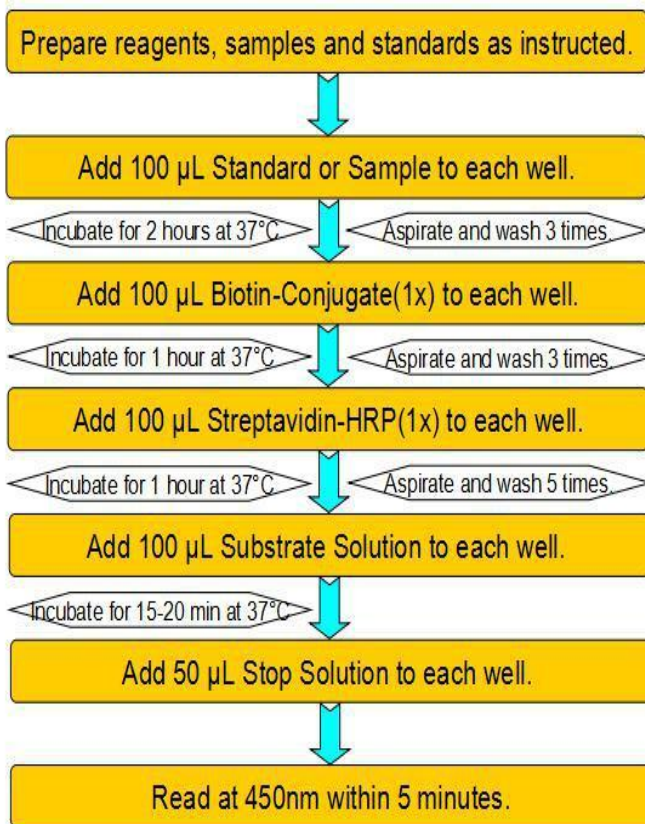 Prepare reagents, samples and standards as instructed.
Add 100 µL Standard or Sample to each well.
Incubate for 2 hours at 37°C
Aspirate and wash 3 times.
Add 100 µL Biotin-Conjugate(1x) to each well.
Incubate for 1 hour at 37°C
Aspirate and wash 3 times.
Add 100 µL Streptavidin-HRP(1x) to each well.
Incubate for 1 hour at 37°C
Aspirate and wash 5 times.
Add 100 µL Substrate Solution to each well.
Incubate for 15-20 min at 37°C
Add 50 µL Stop Solution to each well.
Read at 450nm within 5 minutes.